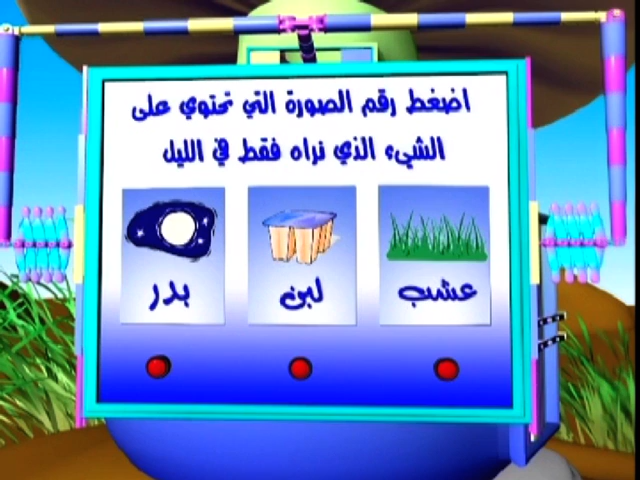 اضغط رقم الصورة التي تحتوي على
الشيء الذي نراه فقط في الليل
عشب
لبن
بدر